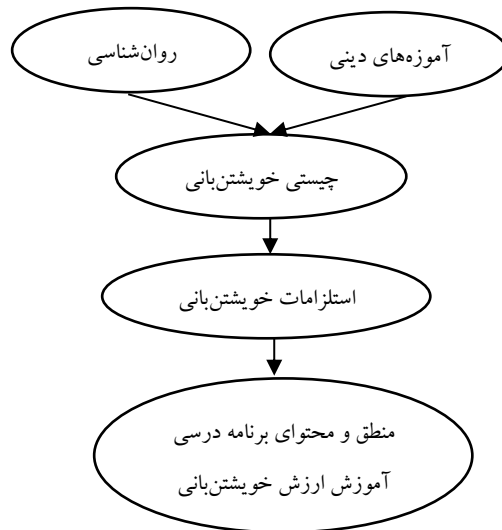 آموزه‌های دینی
روان‌شناسی
چیستی خویشتن‌بانی
استلزامات خویشتن‌بانی
منطق و محتوای برنامه درسی
آموزش ارزش خویشتن‌بانی